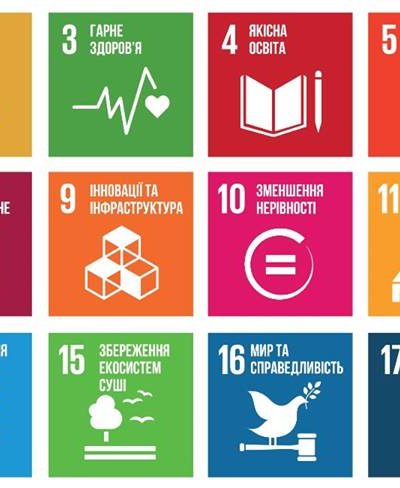 3 ГАРНЕ
ЗДОРОВ'Я
4 ЯКІСНА
ОСВІТА
5
НЕ
9 ІННОВАЦІЇ ТА
ІНФРАСТРУКТУРА
10 ЗМЕНШЕННЯ
НЕРІВНОСТІ
11
Я
15 ЗБЕРЕЖЕННЯ
ЕКОСИСТЕМ
СУШІ
16 МИР ТА
СПРАВЕДЛИВІСТЬ
17